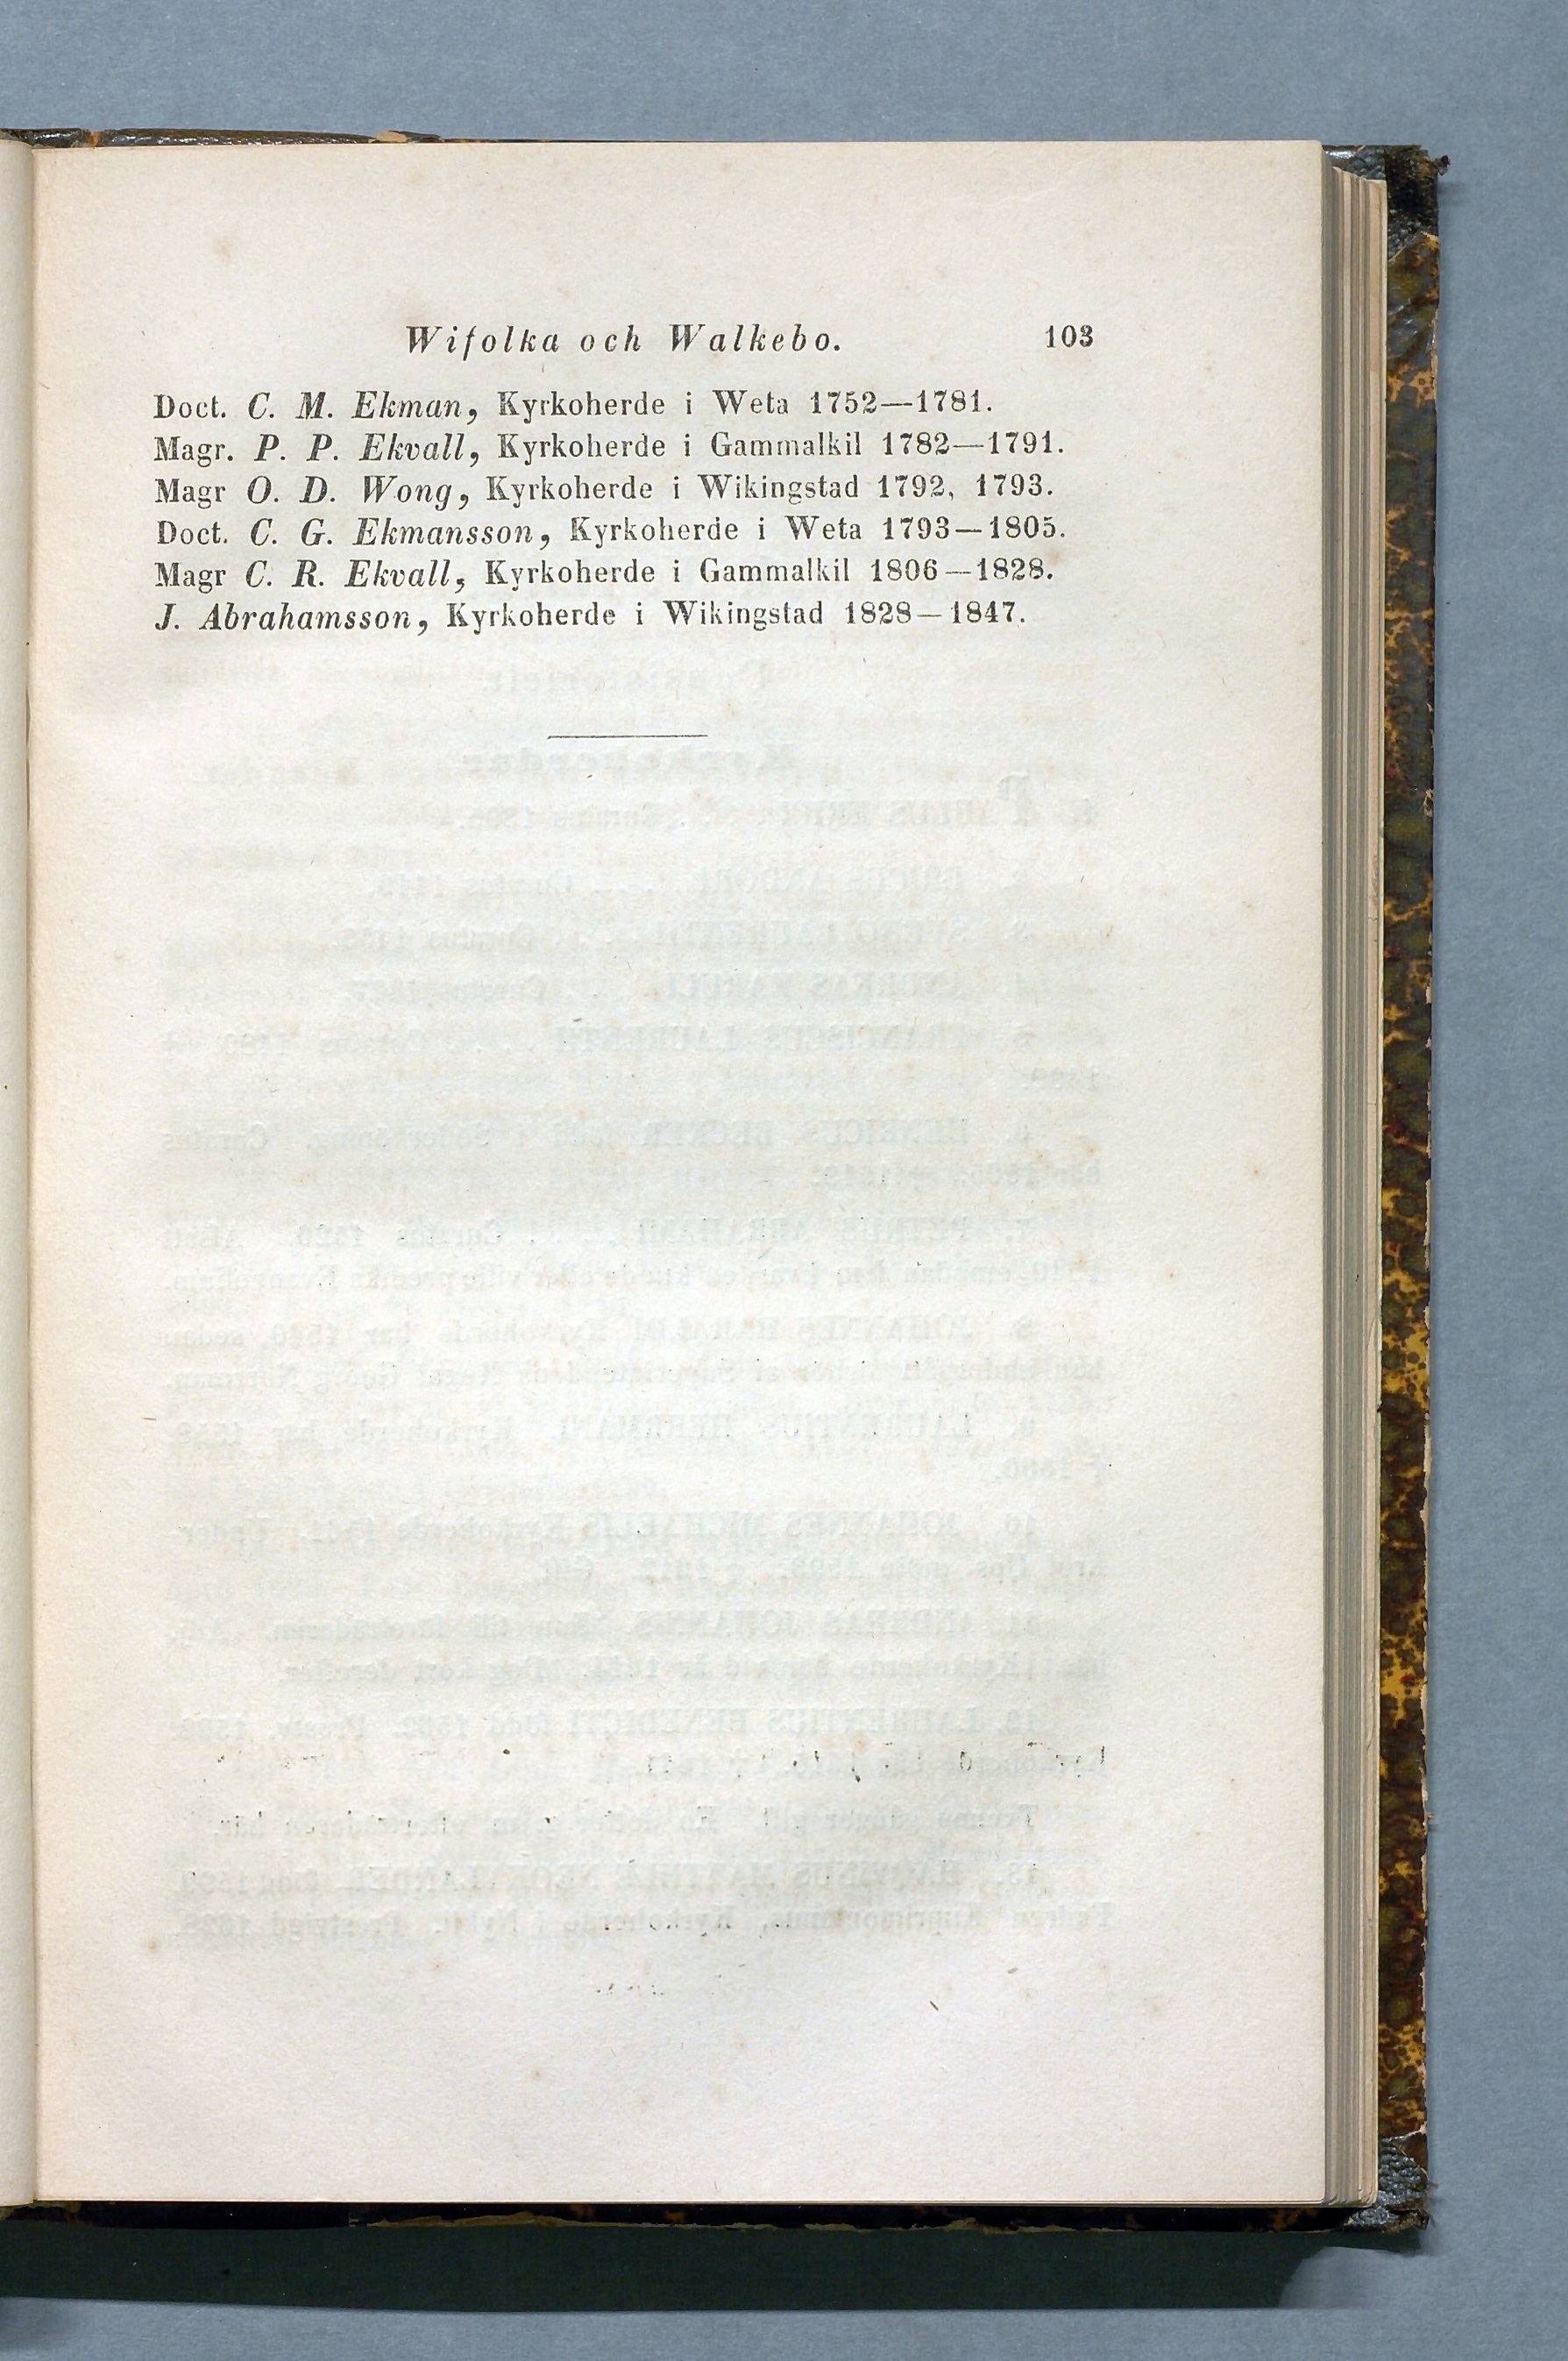 Wifolka och Walkebo. 103
Doct. C. M. Ekman, Kyrkoherde i Weta 1752—1781.
Magr. P. P. Ekvall, Kyrkoherde i Gammalkil 1782—1791.
Magr O. D. Wong, Kyrkoherde i Wikingstad 1792, 1793.
Doct. C. G. Ekmansson, Kyrkoherde i Weta 1793—1805.
Magr C. R. Ekvall, Kyrkoherde i Gammalkil 1806—1828.
J. Abrahamsson, Kyrkoherde i Wikingstad 1828—1847.